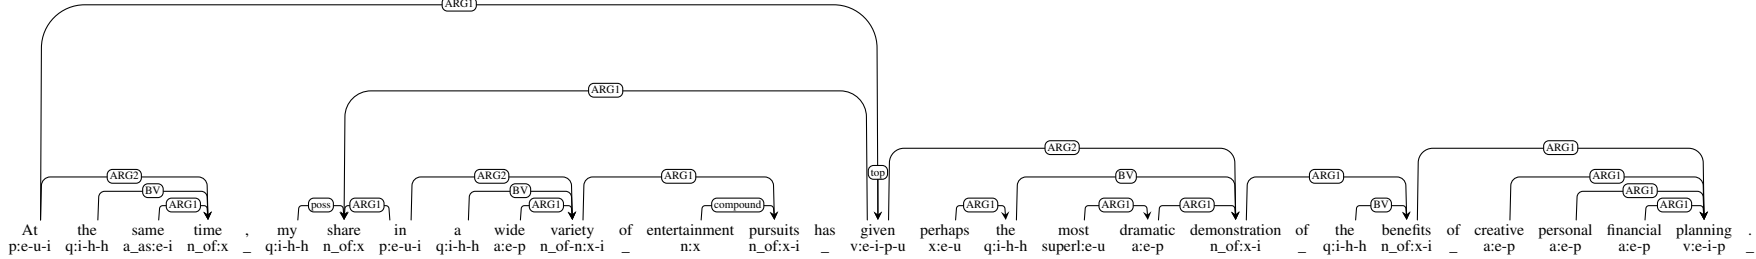 ARG1
ARG1
ARG2 ARG1
top
ARG2 ARG2 ARG1 BV ARG1 ARG1
BV BV ARG1
ARG1 poss ARG1 ARG1 compound ARG1 ARG1 ARG1 BV ARG1
At the same time , my share in a wide variety of entertainment pursuits has given perhaps the most dramatic demonstration of the benefits of creative personal financial planning .
p:e-u-i q:i-h-h a_as:e-i n_of:x _ q:i-h-h n_of:x p:e-u-i q:i-h-h a:e-p n_of-n:x-i _ n:x n_of:x-i _ v:e-i-p-u x:e-u q:i-h-h superl:e-u a:e-p n_of:x-i _ q:i-h-h n_of:x-i _ a:e-p a:e-p a:e-p v:e-i-p _